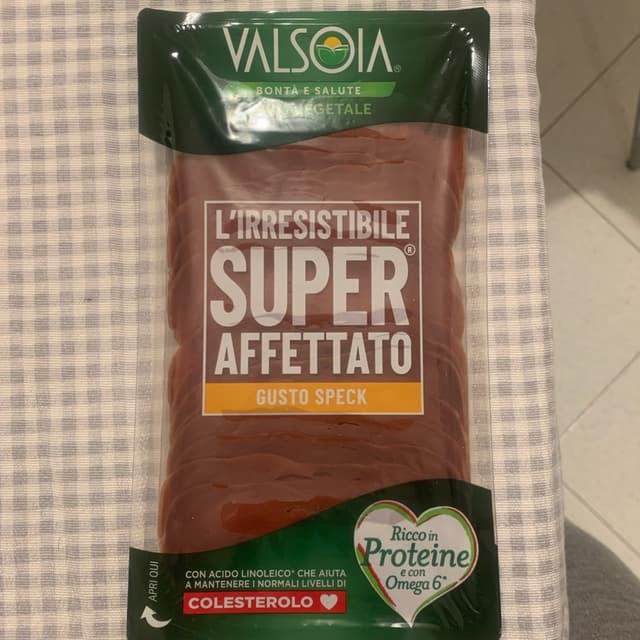 VALSOIA®
BONTÀ E SALUTE
VEGETALE
L'IRRESISTIBILE
SUPER®
AFFETTATO
GUSTO SPECK
Ricco in
Proteine
e con
Omega 6*
CON ACIDO LINOLEICO* CHE AIUTA
A MANTENERE I NORMALI LIVELLI DI
COLESTEROLO
APRI QUI